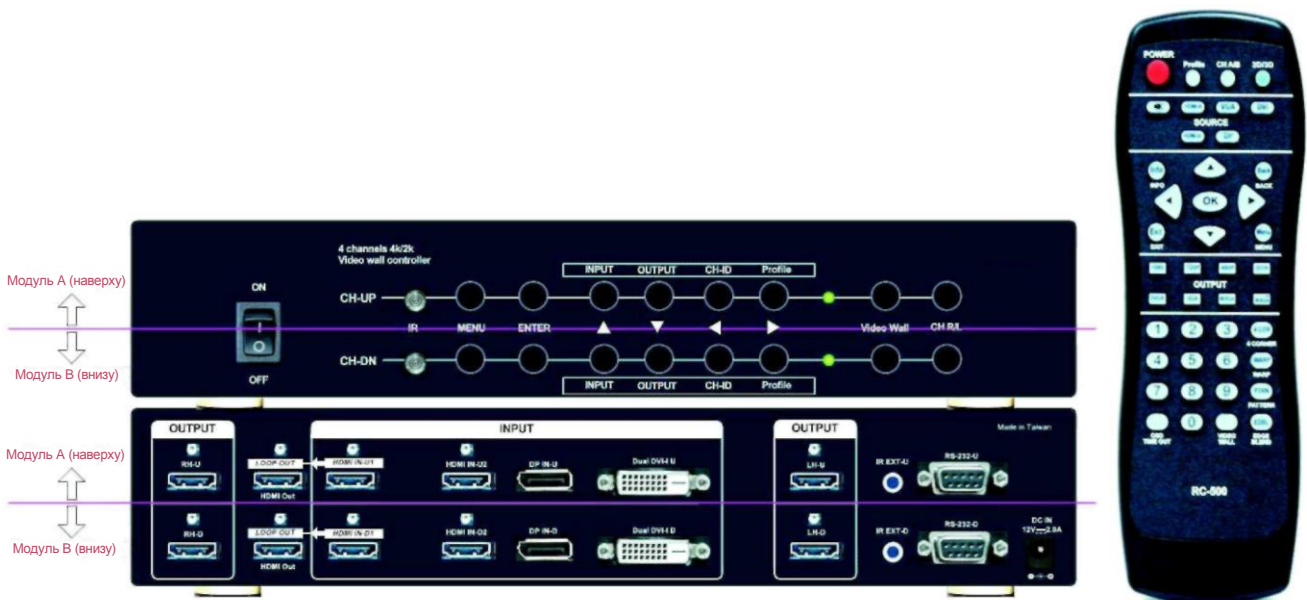 POWER
Profile CH A/B 2D/3D
VGA
SOURCE
INFO BACK
OK
EXIT MENU
OUTPUT
1 2 3
4 CORNER
4 5 6 WARP
WARP
7 8 9
PATTERN
0
OSD TIME OUT VIDEO WALL EDGE BLEND
RC-500
4 channels 4k/2k
Video wall controller
INPUT OUTPUT CH-ID Profile
Модуль А (наверху)
ON
CH-UP
IR MENU ENTER Video Wall CH R/L
CH-DN
Модуль В (внизу)
OFF
INPUT OUTPUT CH-ID Profile
OUTPUT INPUT OUTPUT Made in Taiwan
Модуль А (наверху)
RH-U LOOP OUT HDMI IN-U1 HDMI IN-U2 DP IN-U Dual DVI-I U LH-U IR EXT-U RS-232-U
HDMI Out
Модуль В (внизу)
RH-D LOOP OUT HDMI IN-D1 HDMI IN-D2 DP IN-D Dual DVI-I D LH-D IR EXT-D RS-232-D DC IN
12V 2.0A
HDMI Out